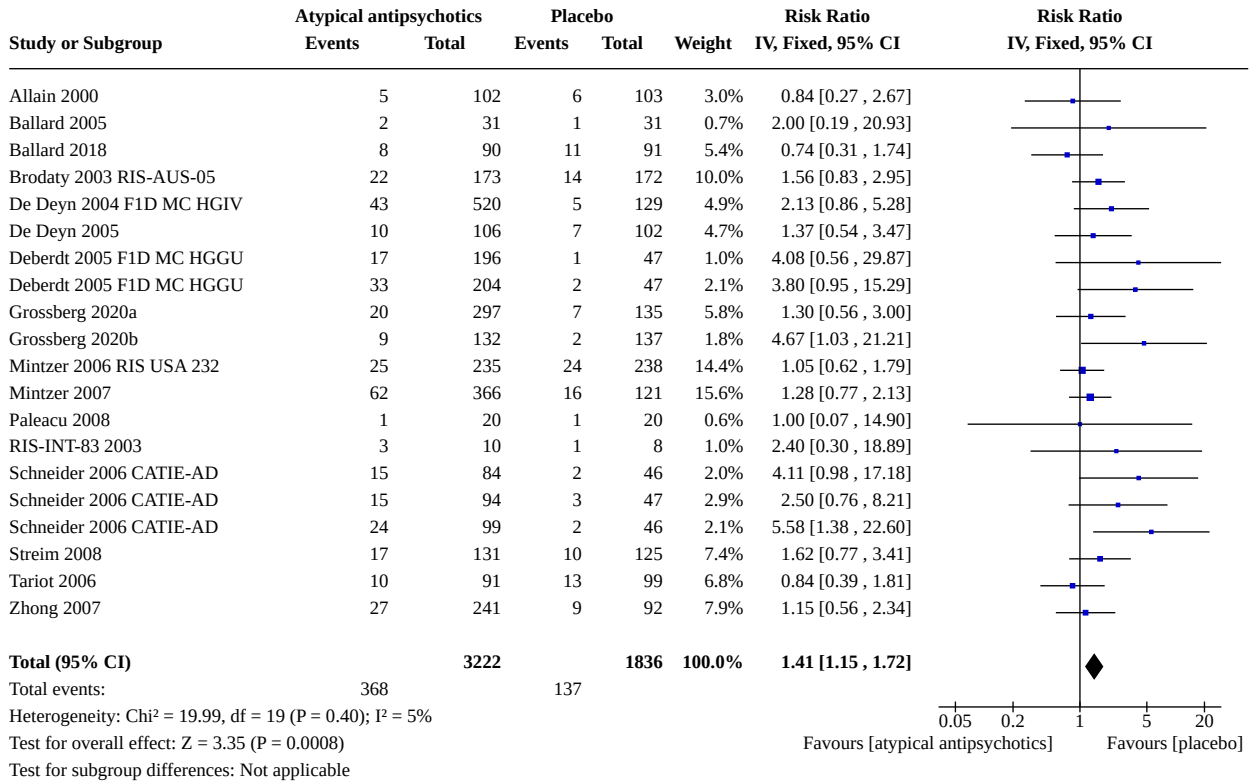 Atypical antipsychotics Placebo Risk Ratio Risk Ratio
Study or Subgroup Events Total Events Total Weight IV, Fixed, 95% CI IV, Fixed, 95% CI
Allain 2000 5 102 6 103 3.0% 0.84 [0.27 , 2.67]
Ballard 2005 2 31 1 31 0.7% 2.00 [0.19 , 20.93]
Ballard 2018 8 90 11 91 5.4% 0.74 [0.31 , 1.74]
Brodaty 2003 RIS-AUS-05 22 173 14 172 10.0% 1.56 [0.83 , 2.95]
De Deyn 2004 F1D MC HGIV 43 520 5 129 4.9% 2.13 [0.86 , 5.28]
De Deyn 2005 10 106 7 102 4.7% 1.37 [0.54 , 3.47]
Deberdt 2005 F1D MC HGGU 17 196 1 47 1.0% 4.08 [0.56 , 29.87]
Deberdt 2005 F1D MC HGGU 33 204 2 47 2.1% 3.80 [0.95 , 15.29]
Grossberg 2020a 20 297 7 135 5.8% 1.30 [0.56 , 3.00]
Grossberg 2020b 9 132 2 137 1.8% 4.67 [1.03 , 21.21]
Mintzer 2006 RIS USA 232 25 235 24 238 14.4% 1.05 [0.62 , 1.79]
Mintzer 2007 62 366 16 121 15.6% 1.28 [0.77 , 2.13]
Paleacu 2008 1 20 1 20 0.6% 1.00 [0.07 , 14.90]
RIS-INT-83 2003 3 10 1 8 1.0% 2.40 [0.30 , 18.89]
Schneider 2006 CATIE-AD 15 84 2 46 2.0% 4.11 [0.98 , 17.18]
Schneider 2006 CATIE-AD 15 94 3 47 2.9% 2.50 [0.76 , 8.21]
Schneider 2006 CATIE-AD 24 99 2 46 2.1% 5.58 [1.38 , 22.60]
Streim 2008 17 131 10 125 7.4% 1.62 [0.77 , 3.41]
Tariot 2006 10 91 13 99 6.8% 0.84 [0.39 , 1.81]
Zhong 2007 27 241 9 92 7.9% 1.15 [0.56 , 2.34]
Total (95% CI) 3222 1836 100.0% 1.41 [1.15 , 1.72]
Total events: 368 137
Heterogeneity: Chi² = 19.99, df = 19 (P = 0.40); I² = 5%
0.05 0.2 1 5 20
Test for overall effect: Z = 3.35 (P = 0.0008)
Favours [atypical antipsychotics] Favours [placebo]
Test for subgroup differences: Not applicable